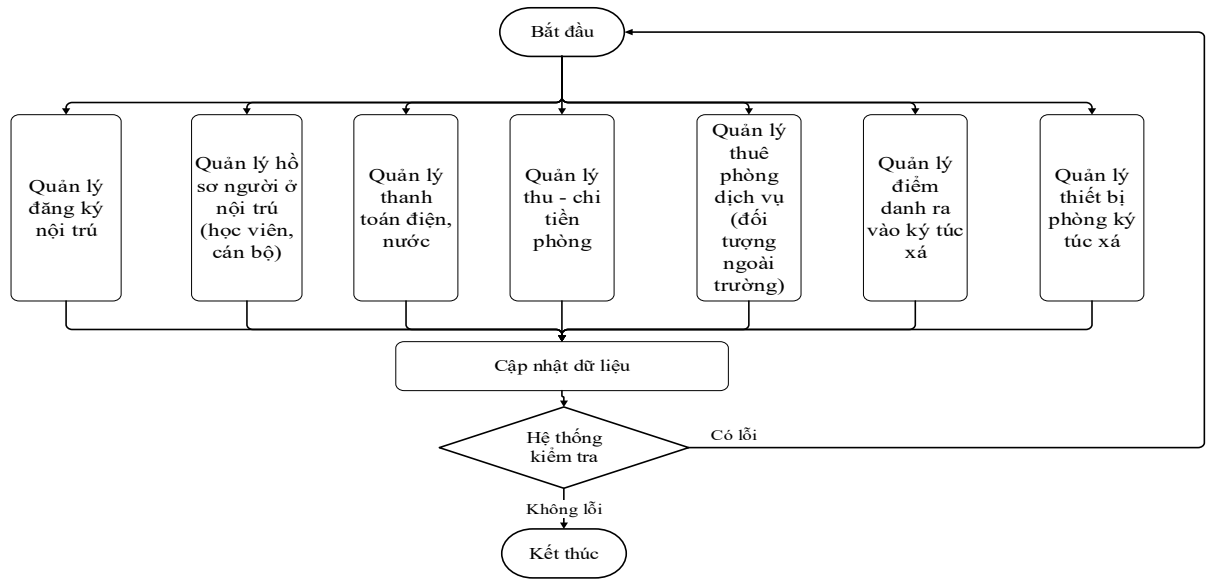 Bắt đầu
Quản lý
đăng ký
nội trú
Quản lý hồ
sơ người ở
nội trú
(học viên,
cán bộ)
Quản lý
thanh
toán điện,
nước
Quản lý
thu - chi
tiền
phòng
Quản lý
thuê
phòng
dịch vụ
(đối
tượng
ngoài
trường)
Quản lý
điểm
danh ra
vào ký túc
xá
Quản lý
thiết bị
phòng ký
túc xá
Cập nhật dữ liệu
Hệ thống
kiểm tra
Có lỗi
Không lỗi
Kết thúc